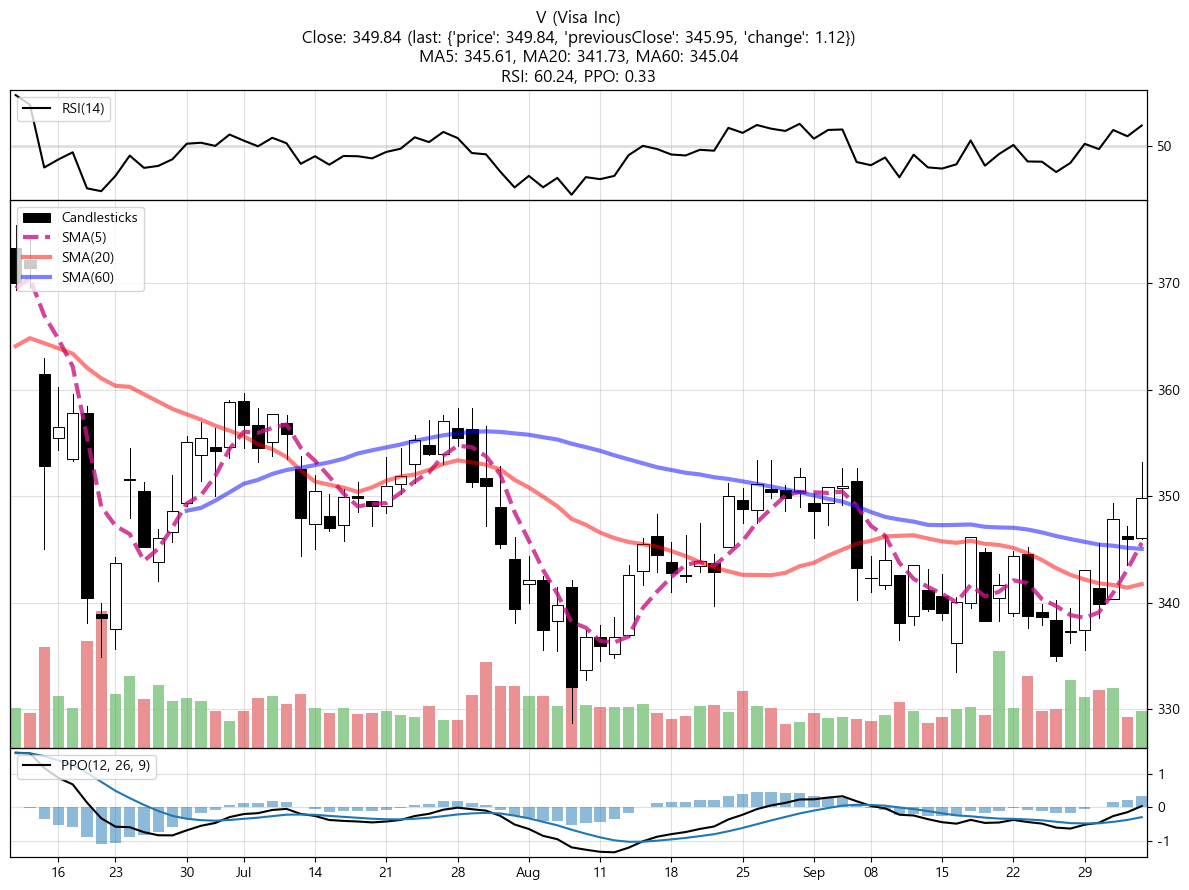 V (Visa Inc)
Close: 349.84 (last: {'price': 349.84, 'previousClose': 345.95, 'change': 1.12})
MA5: 345.61, MA20: 341.73, MA60: 345.04
RSI: 60.24, PPO: 0.33
RSI(14)
50
Candlesticks
SMA(5)
SMA(20)
SMA(60)
370
360
350
340
330
PPO(12, 26, 9)
1
0
-1
16 23 30 Jul 14 21 28 Aug 11 18 25 Sep 08 15 22 29